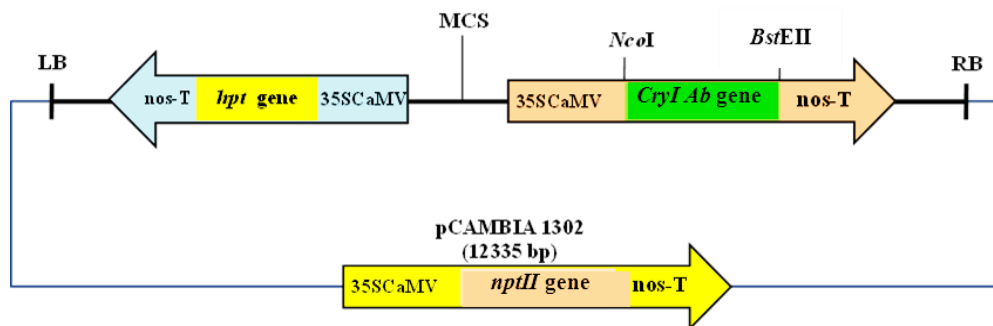 MCS
NcoI
BstEII
LB
RB
nos-T hpt gene 35SCaMV
35SCaMV CryI Ab gene nos-T
pCAMBIA 1302
(12335 bp)
35SCaMV nptII gene nos-T